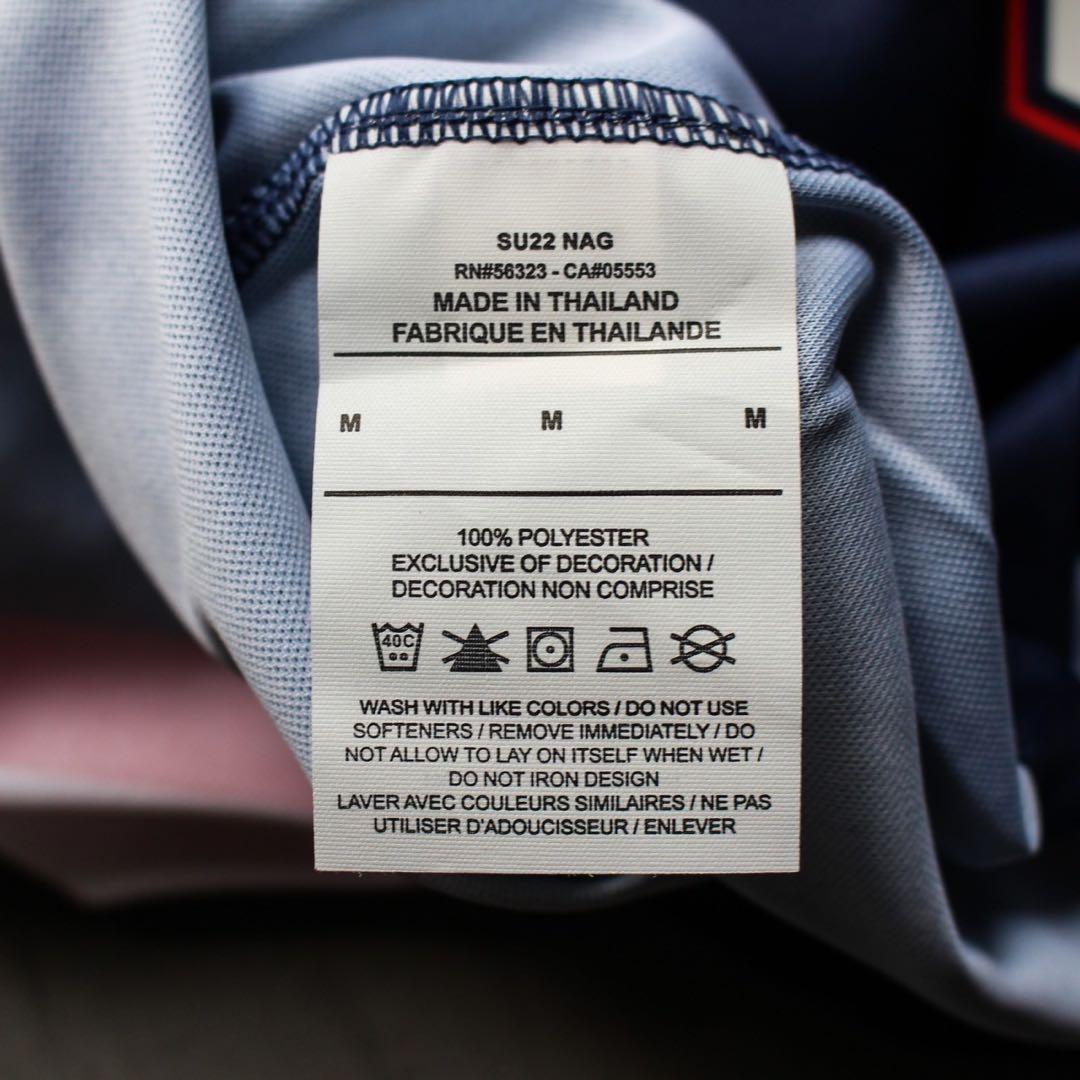 SU22 NAG
RN#56323 - CA#05553
MADE IN THAILAND
FABRIQUE EN THAILANDE
M M M
100% POLYESTER
EXCLUSIVE OF DECORATION /
DECORATION NON COMPRISE
40C
WASH WITH LIKE COLORS / DO NOT USE
SOFTENERS / REMOVE IMMEDIATELY / DO
NOT ALLOW TO LAY ON ITSELF WHEN WET /
DO NOT IRON DESIGN
LAVER AVEC COULEURS SIMILAIRES / NE PAS
UTILISER D'ADOUCISSEUR / ENLEVER